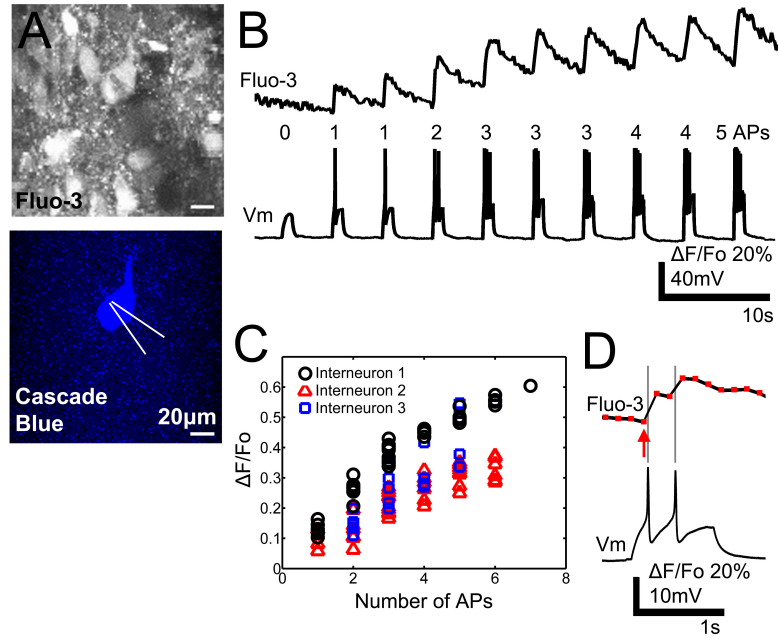 A
Fluo-3
Cascade
Blue
20μm
B
Fluo-3
0 1 1 2 3 3 3 4 4 5 APs
Vm
ΔF/Fo 20%
40mV
10s
C
Interneuron 1
Interneuron 2
Interneuron 3
ΔF/Fo
0.6
0.5
0.4
0.3
0.2
0.1
0
0 2 4 6 8
Number of APs
D
Fluo-3
Vm
ΔF/Fo 20%
10mV
1s